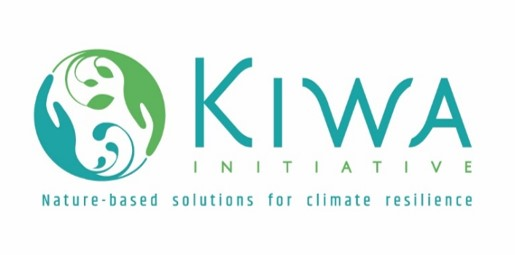 KIWA
INITIATIVE
Nature-based solutions for climate resilience